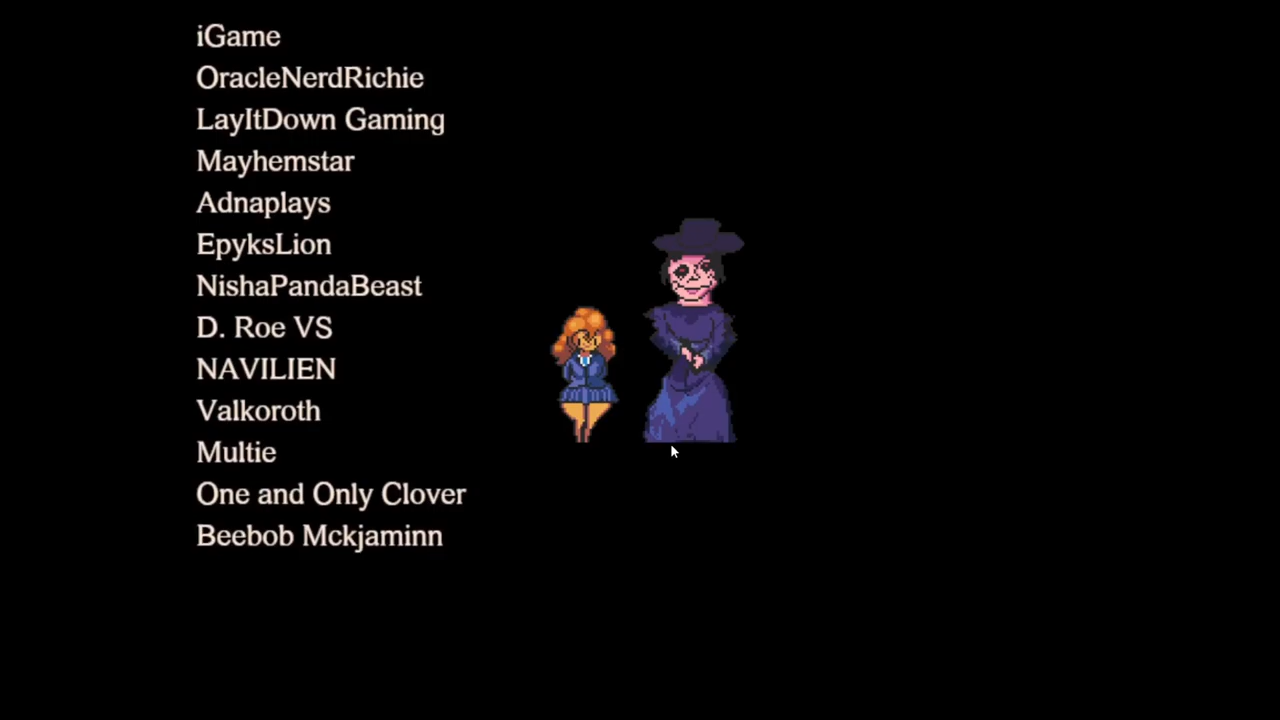 iGame
OracleNerdRichie
LayItDown Gaming
Mayhemstar
Adnaplays
EpyksLion
NishaPandaBeast
D. Roe VS
NAVILIEN
Valkoroth
Multie
One and Only Clover
Beebob Mckjaminn